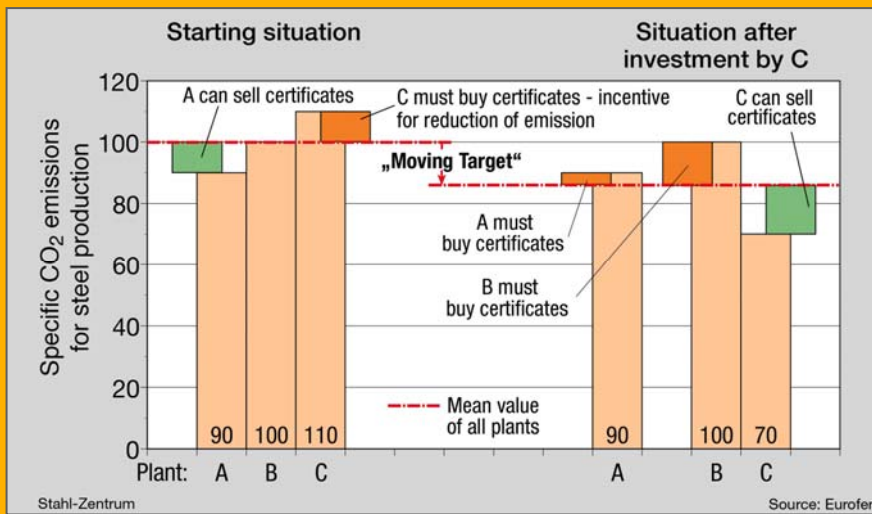 Starting situation
Situation after
investment by C
Specific CO₂ emissions
for steel production
120
100
80
60
40
20
0
A can sell certificates
C must buy certificates - incentive
for reduction of emission
„Moving Target“
C can sell
certificates
A must
buy certificates
B must
buy certificates
Mean value
of all plants
90 100 110
90 100 70
Plant: A B C
A B C
Stahl-Zentrum
Source: Eurofer